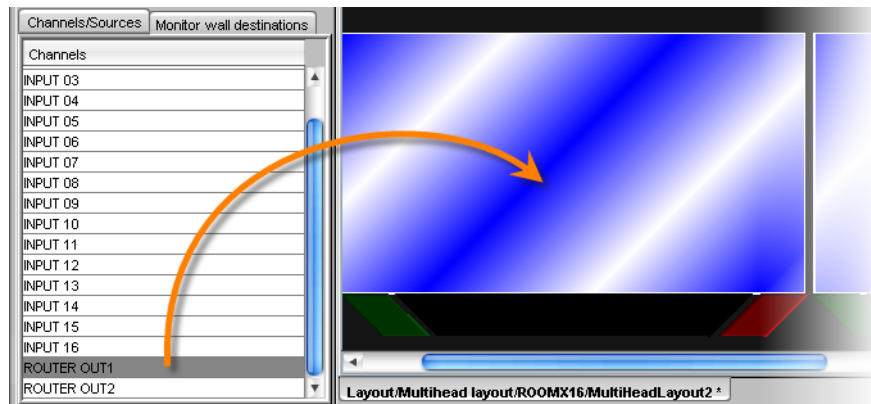 Channels/Sources
Monitor wall destinations
Channels
INPUT 03
INPUT 04
INPUT 05
INPUT 06
INPUT 07
INPUT 08
INPUT 09
INPUT 10
INPUT 11
INPUT 12
INPUT 13
INPUT 14
INPUT 15
INPUT 16
ROUTER OUT1
ROUTER OUT2
Layout/Multihead layout/ROOMX16/MultiHeadLayout2 *